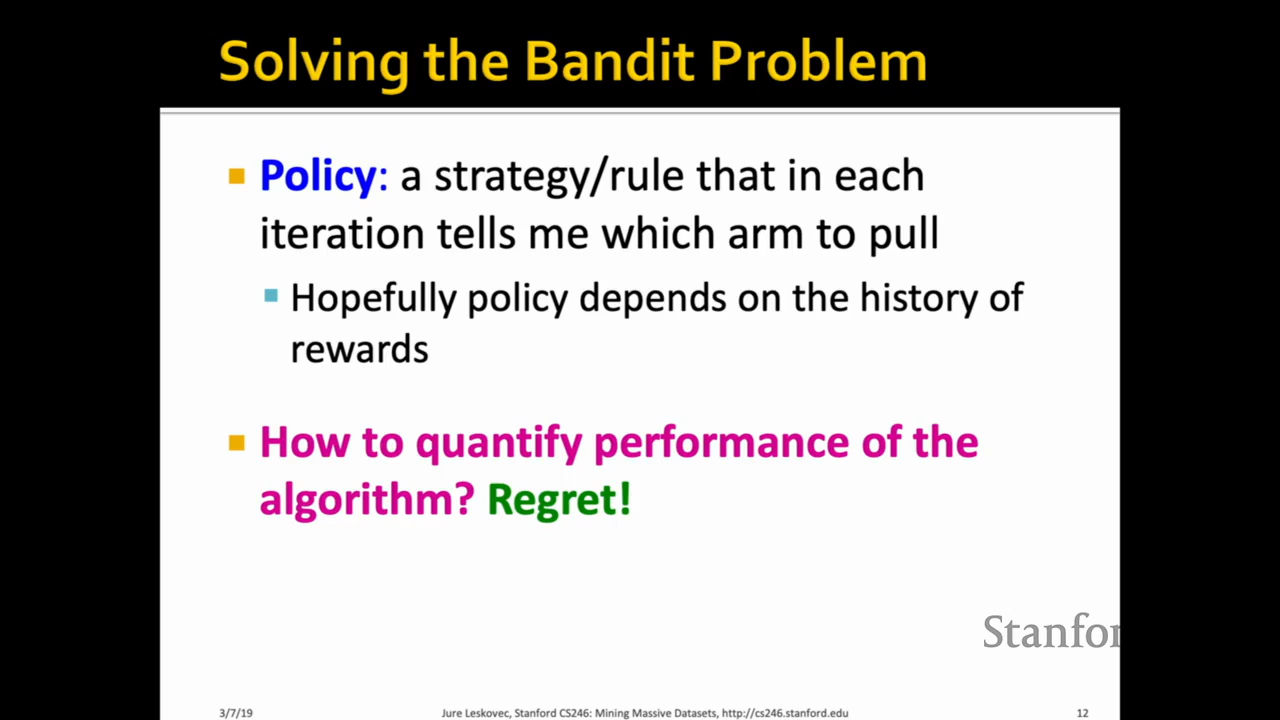 Solving the Bandit Problem
Policy: a strategy/rule that in each
iteration tells me which arm to pull
Hopefully policy depends on the history of
rewards
How to quantify performance of the
algorithm? Regret!
Stanfor
3/7/19 Jure Leskovec, Stanford CS246: Mining Massive Datasets, http://cs246.stanford.edu 12